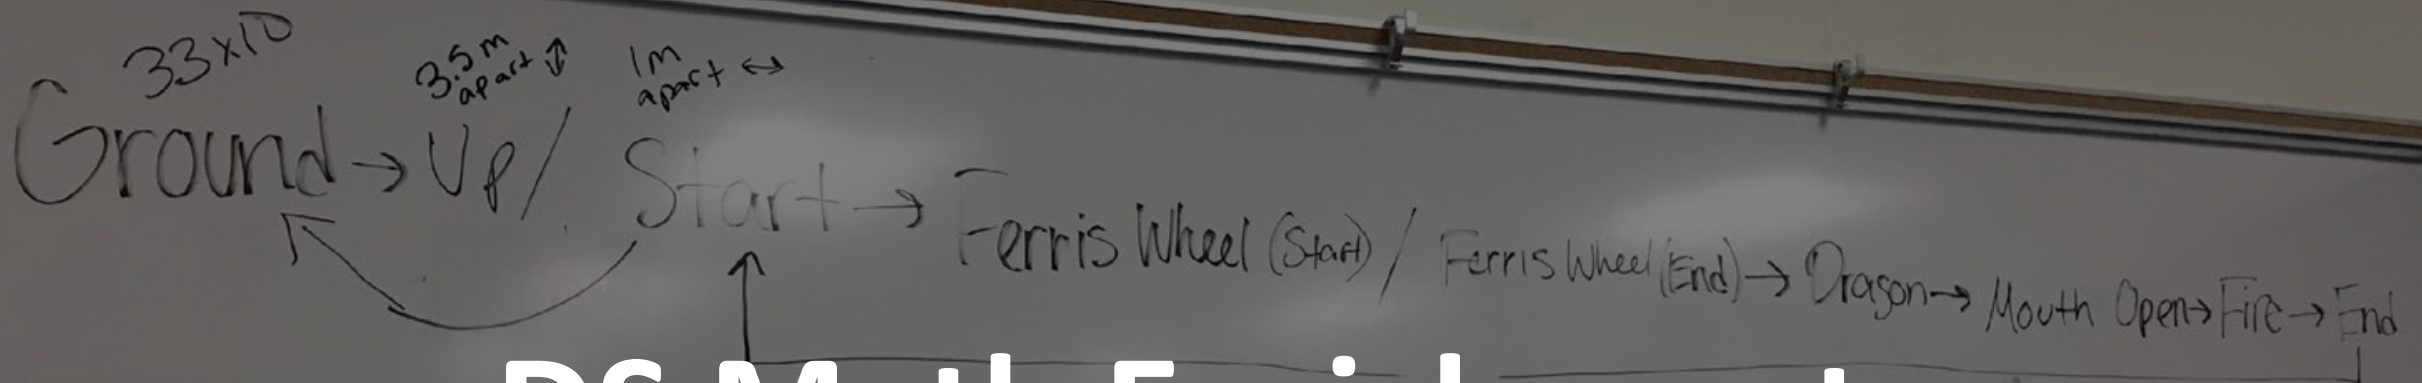 33x10
3.5m apart ↕
1m apart ↔
Ground → Up / Start → Ferris Wheel (Start) / Ferris Wheel (End) → Dragon → Mouth Open → Fire → End